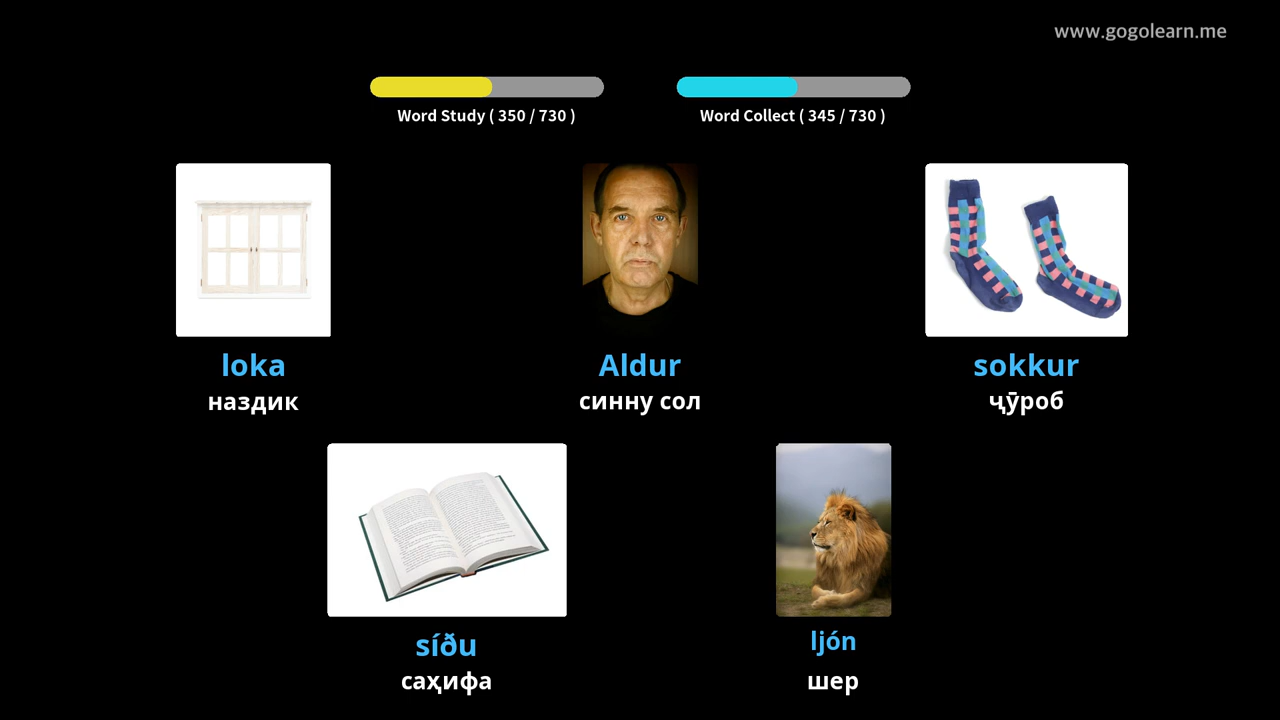 www.gogolearn.me
Word Study ( 350 / 730 )
Word Collect ( 345 / 730 )
loka
наздик
Aldur
синну сол
sokkur
ҷӯроб
síðu
саҳифа
ljón
шер